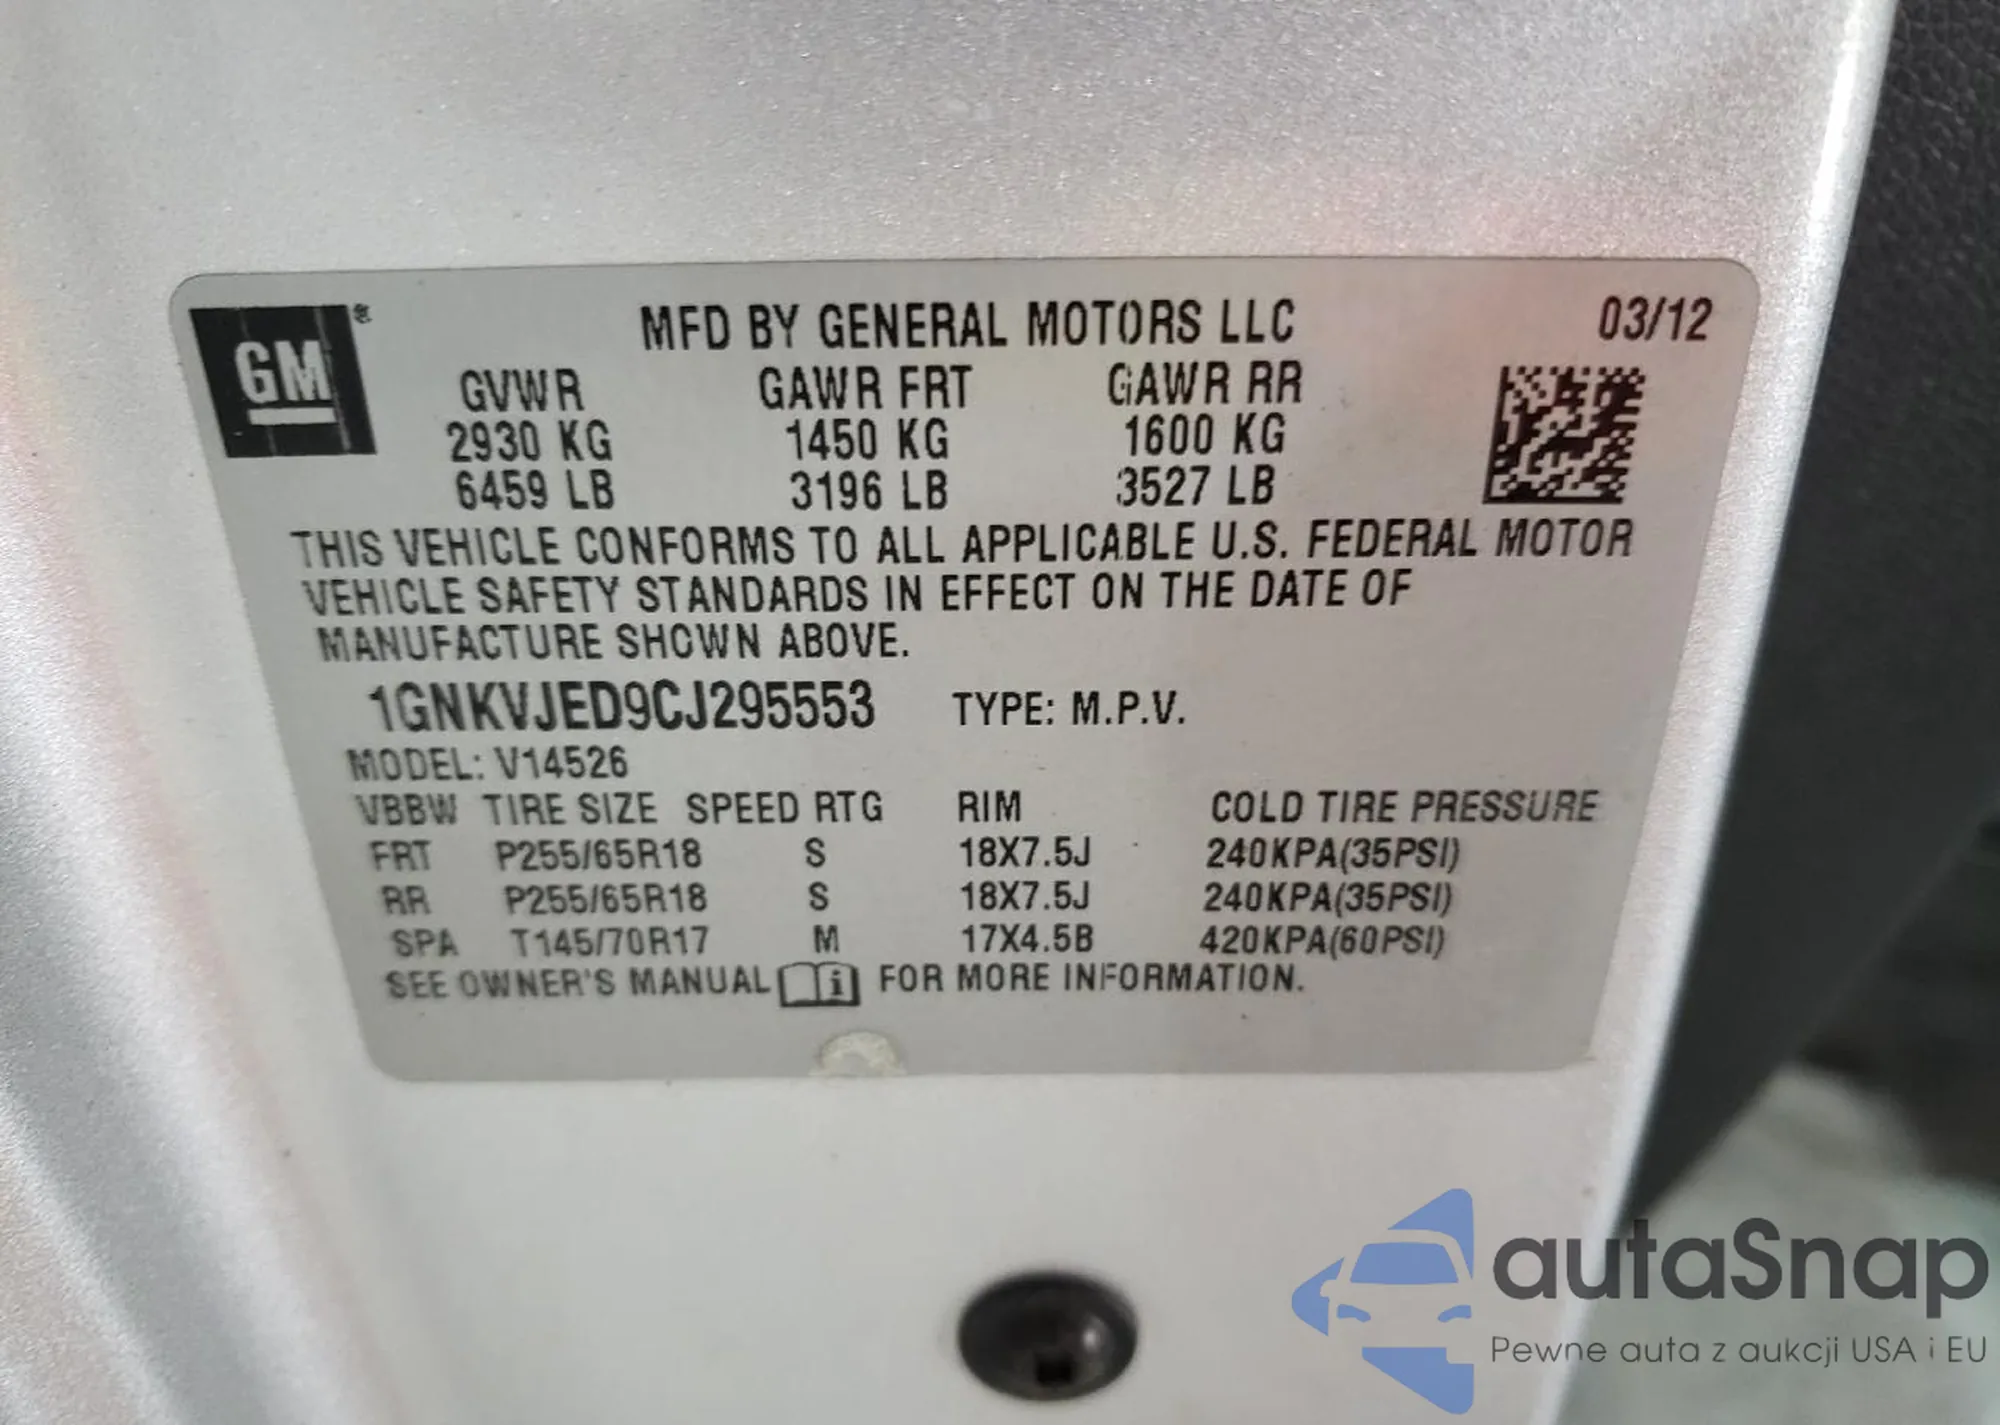 GM®
MFD BY GENERAL MOTORS LLC 03/12
GVWR GAWR FRT GAWR RR
2930 KG 1450 KG 1600 KG
6459 LB 3196 LB 3527 LB
THIS VEHICLE CONFORMS TO ALL APPLICABLE U.S. FEDERAL MOTOR
VEHICLE SAFETY STANDARDS IN EFFECT ON THE DATE OF
MANUFACTURE SHOWN ABOVE.
1GNKVJED9CJ295553 TYPE: M.P.V.
MODEL: V14526
VBBW TIRE SIZE SPEED RTG RIM COLD TIRE PRESSURE
FRT P255/65R18 S 18X7.5J 240KPA(35PSI)
RR P255/65R18 S 18X7.5J 240KPA(35PSI)
SPA T145/70R17 M 17X4.5B 420KPA(60PSI)
SEE OWNER'S MANUAL i FOR MORE INFORMATION.
autaSnap
Pewne auta z aukcji USA i EU